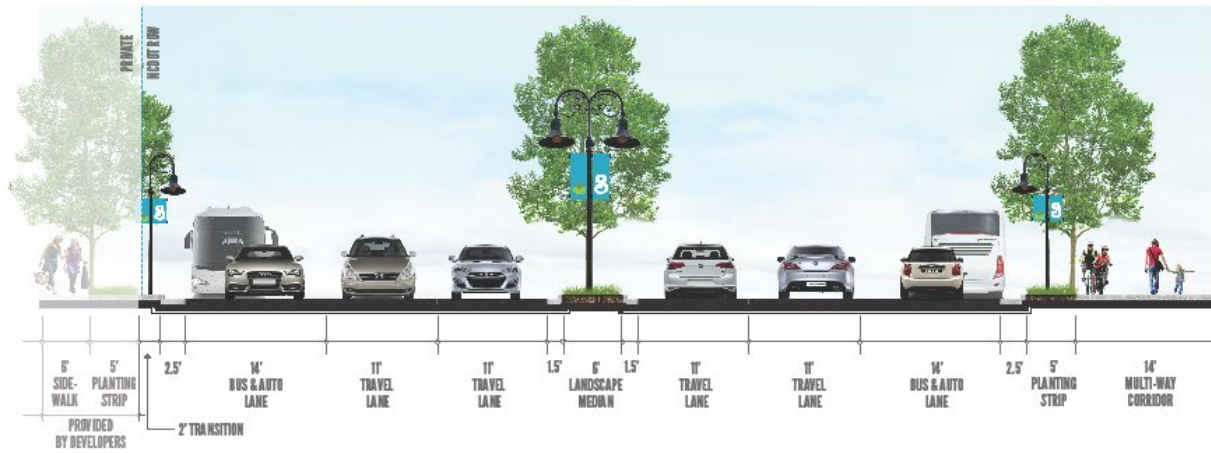 PRIVATE
NCDOT ROW
6'
SIDE-
WALK
5'
PLANTING
STRIP
PROVIDED
BY DEVELOPERS
2' TRANSITION
2.5'
14'
BUS & AUTO
LANE
11'
TRAVEL
LANE
11'
TRAVEL
LANE
1.5'
6'
LANDSCAPE
MEDIAN
1.5'
11'
TRAVEL
LANE
11'
TRAVEL
LANE
14'
BUS & AUTO
LANE
2.5'
5'
PLANTING
STRIP
14'
MULTI-WAY
CORRIDOR